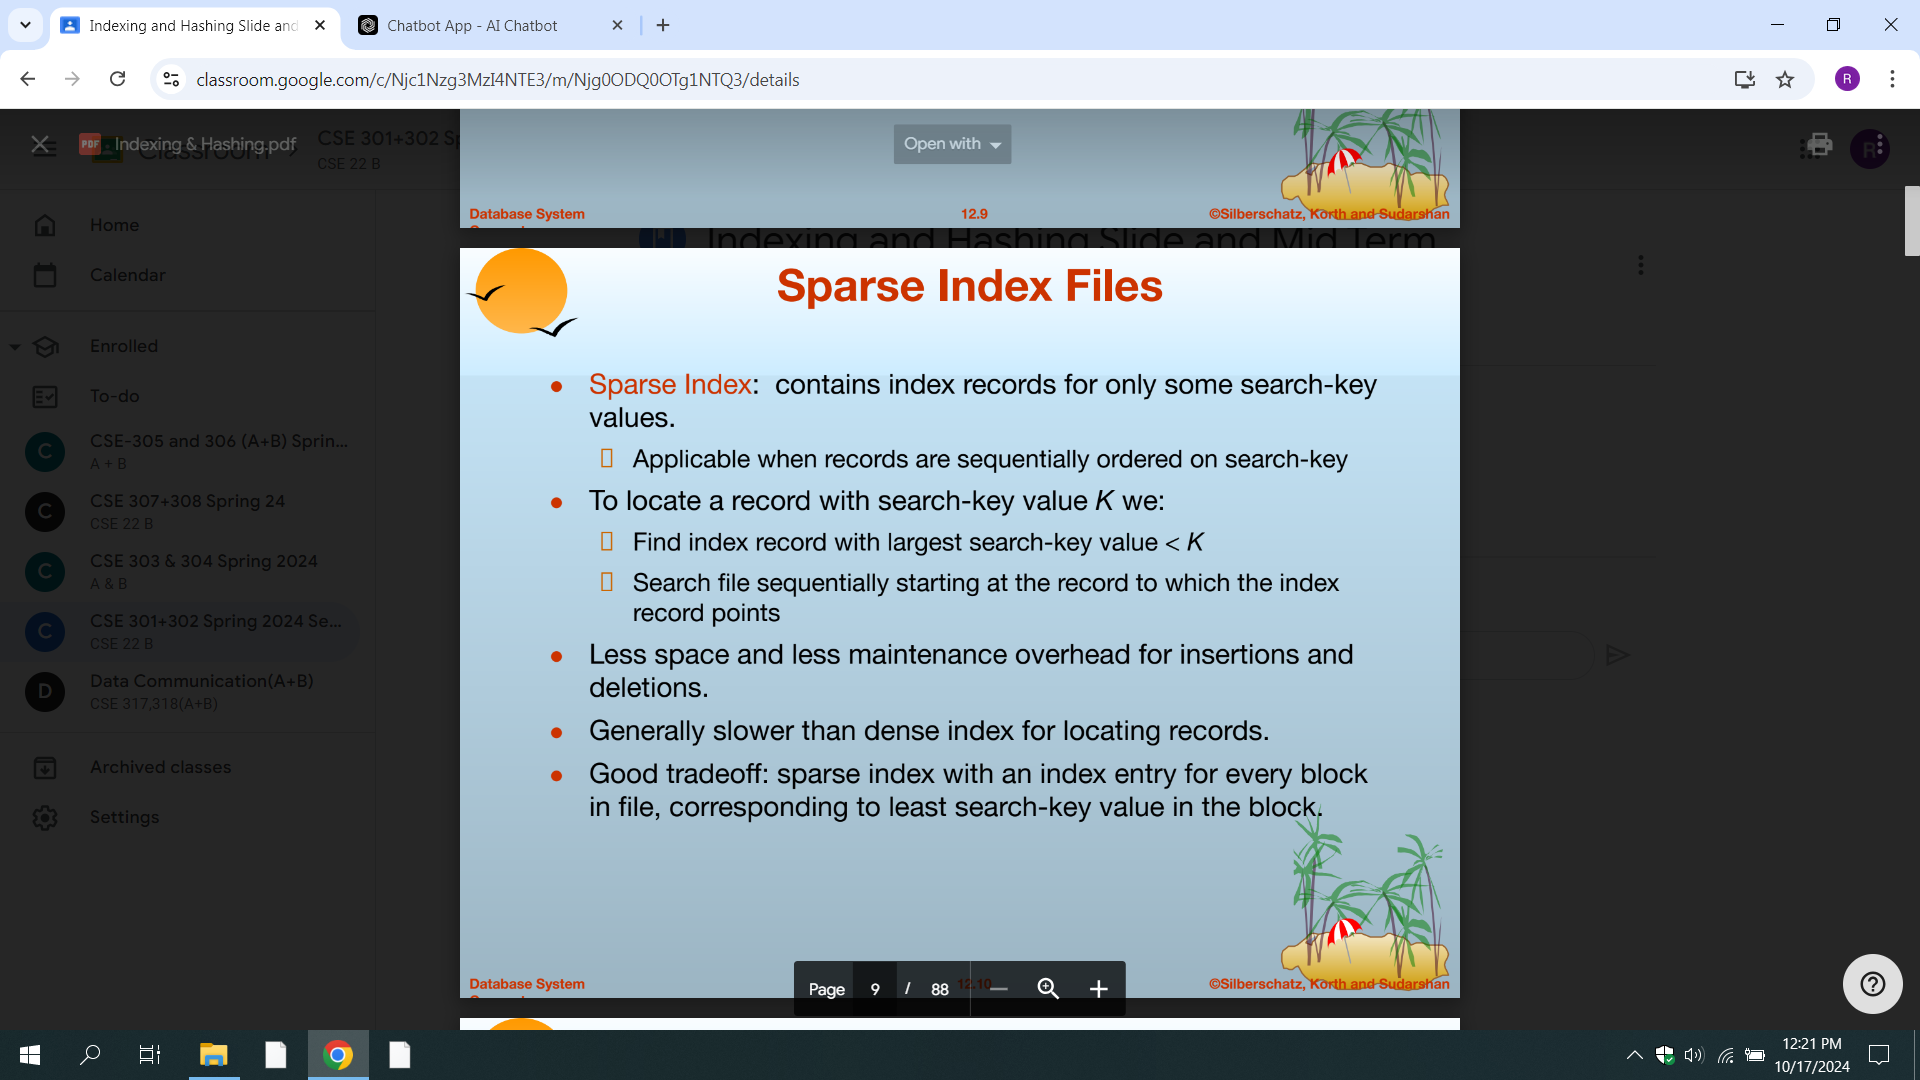 Indexing and Hashing Slide and
Chatbot App - AI Chatbot
classroom.google.com/c/Njc1Nzg3MzI4NTE3/m/Njg0ODQ0OTg1NTQ3/details
R
PDF
Indexing & Hashing.pdf
Classroom
CSE 301+302 Sp
CSE 22 B
Open with
R
Home
Calendar
Enrolled
To-do
C
CSE-305 and 306 (A+B) Sprin...
A + B
C
CSE 307+308 Spring 24
CSE 22 B
C
CSE 303 & 304 Spring 2024
A & B
C
CSE 301+302 Spring 2024 Se...
CSE 22 B
D
Data Communication(A+B)
CSE 317,318(A+B)
Archived classes
Settings
Database System
12.9
©Silberschatz, Korth and Sudarshan
Indexing and Hashing Slide and Mid Term
Sparse Index Files
Sparse Index: contains index records for only some search-key
values.
Applicable when records are sequentially ordered on search-key
To locate a record with search-key value K we:
Find index record with largest search-key value < K
Search file sequentially starting at the record to which the index
record points
Less space and less maintenance overhead for insertions and
deletions.
Generally slower than dense index for locating records.
Good tradeoff: sparse index with an index entry for every block
in file, corresponding to least search-key value in the block.
Database System
12.10
©Silberschatz, Korth and Sudarshan
Page 9 / 88
12:21 PM
10/17/2024